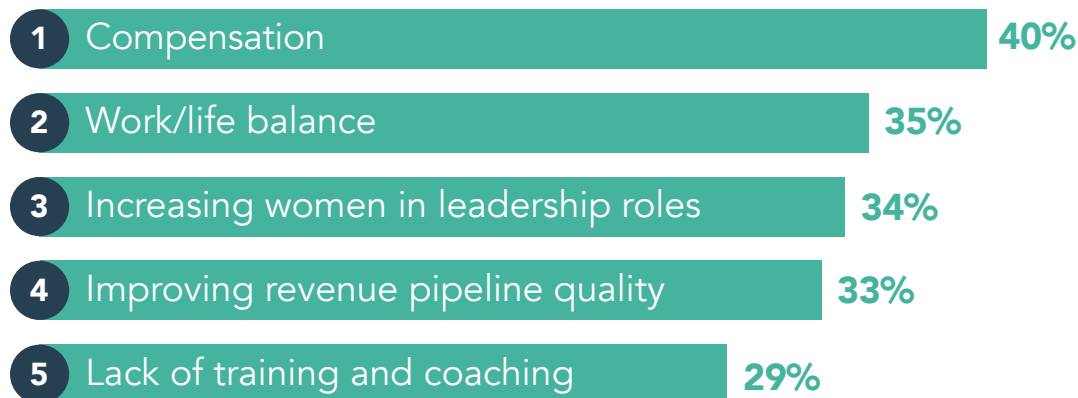 1 Compensation 40%
2 Work/life balance 35%
3 Increasing women in leadership roles 34%
4 Improving revenue pipeline quality 33%
5 Lack of training and coaching 29%